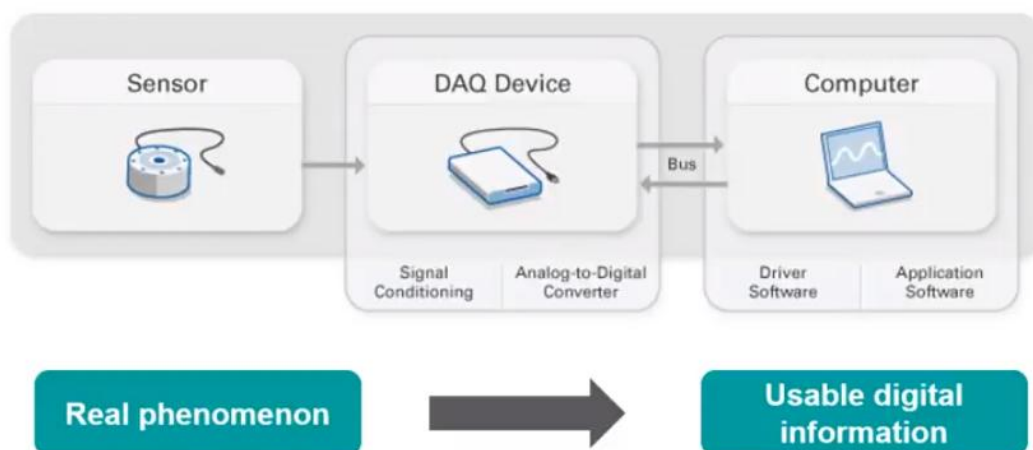 Sensor
DAQ Device
Computer
Bus
Signal
Conditioning
Analog-to-Digital
Converter
Driver
Software
Application
Software
Real phenomenon
Usable digital
information